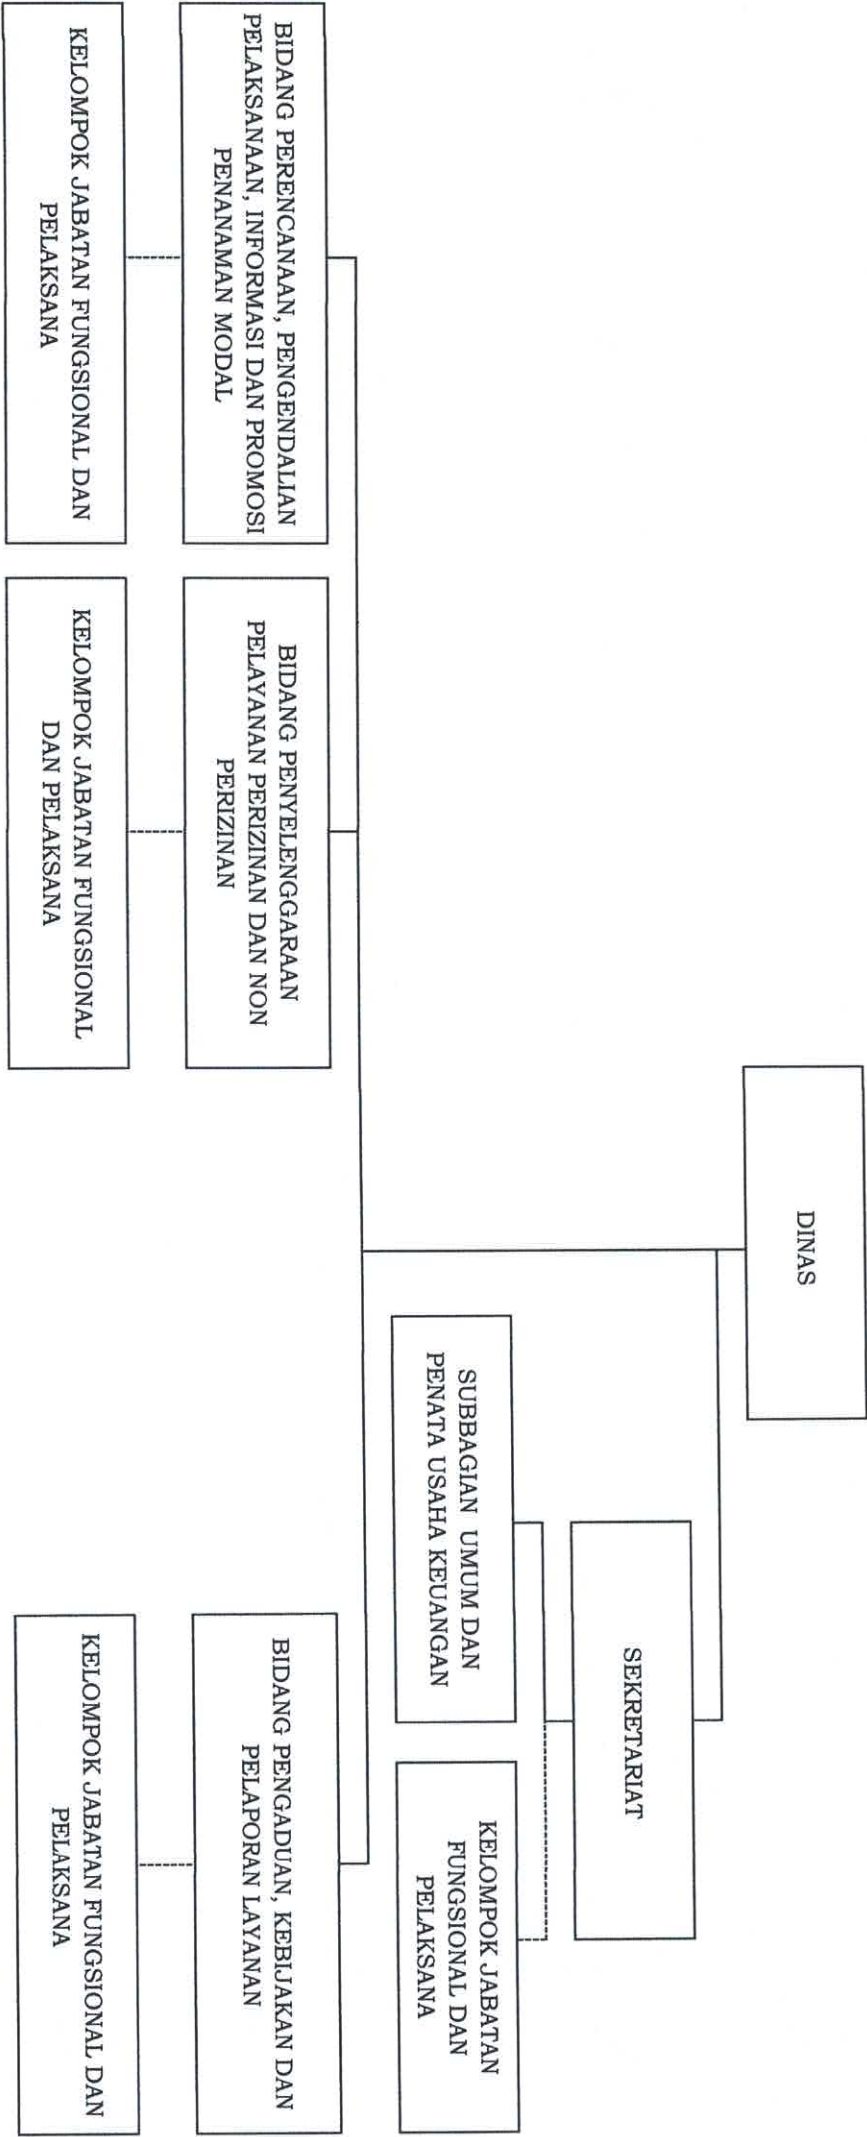 DINAS
SEKRETARIAT
SUBBAGIAN UMUM DAN
PENATA USAHA KEUANGAN
KELOMPOK JABATAN
FUNGSIONAL DAN
PELAKSANA
BIDANG PERENCANAAN, PENGENDALIAN
PELAKSANAAN, INFORMASI DAN PROMOSI
PENANAMAN MODAL
BIDANG PENYELENGGARAAN
PELAYANAN PERIZINAN DAN NON
PERIZINAN
BIDANG PENGADUAN, KEBIJAKAN DAN
PELAPORAN LAYANAN
KELOMPOK JABATAN FUNGSIONAL DAN
PELAKSANA
KELOMPOK JABATAN FUNGSIONAL
DAN PELAKSANA
KELOMPOK JABATAN FUNGSIONAL DAN
PELAKSANA